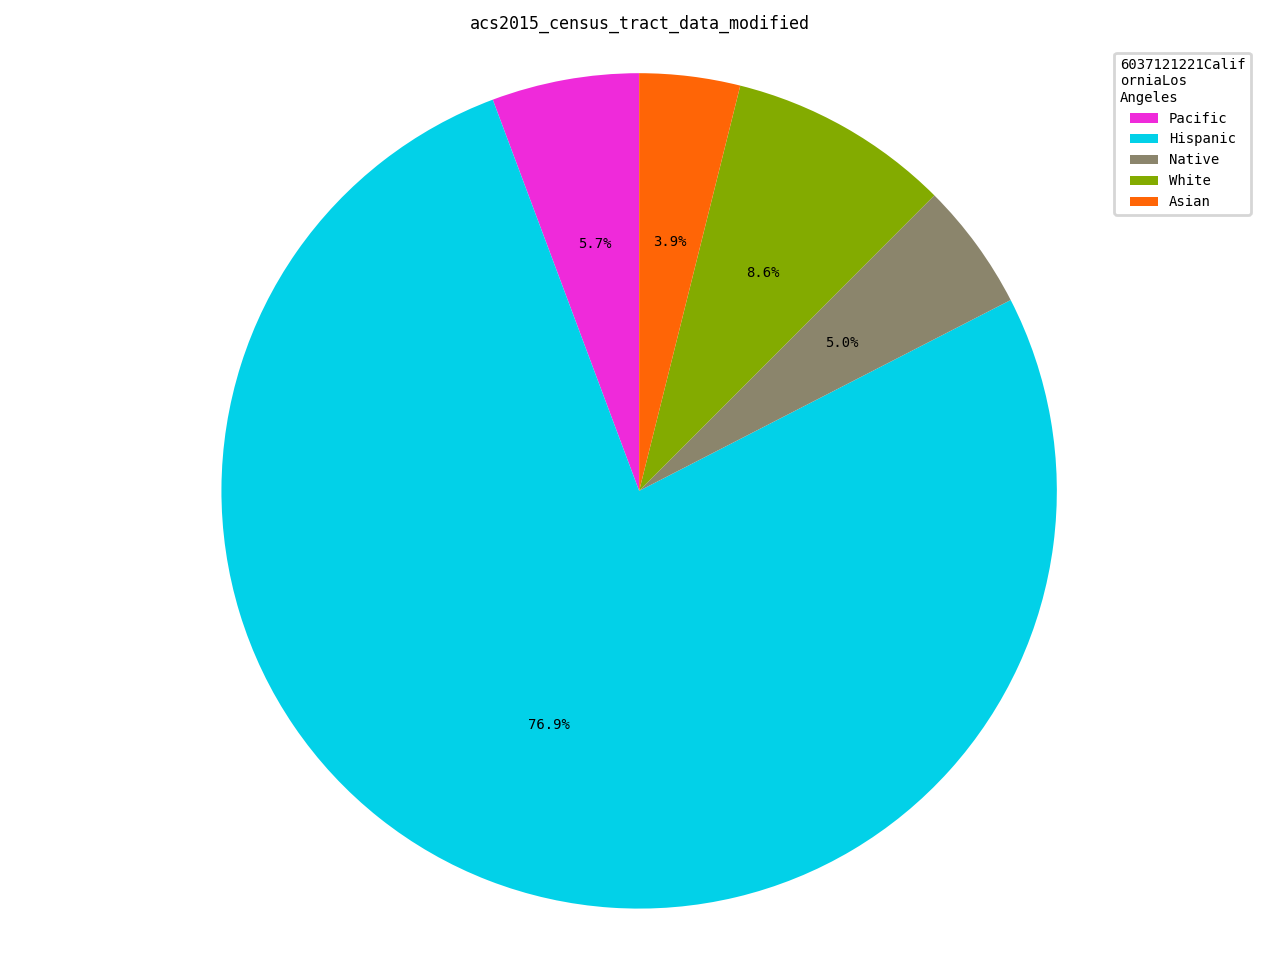 acs2015_census_tract_data_modified
6037121221Calif
orniaLos
Angeles
Pacific
Hispanic
Native
White
Asian
5.7%
3.9%
8.6%
5.0%
76.9%